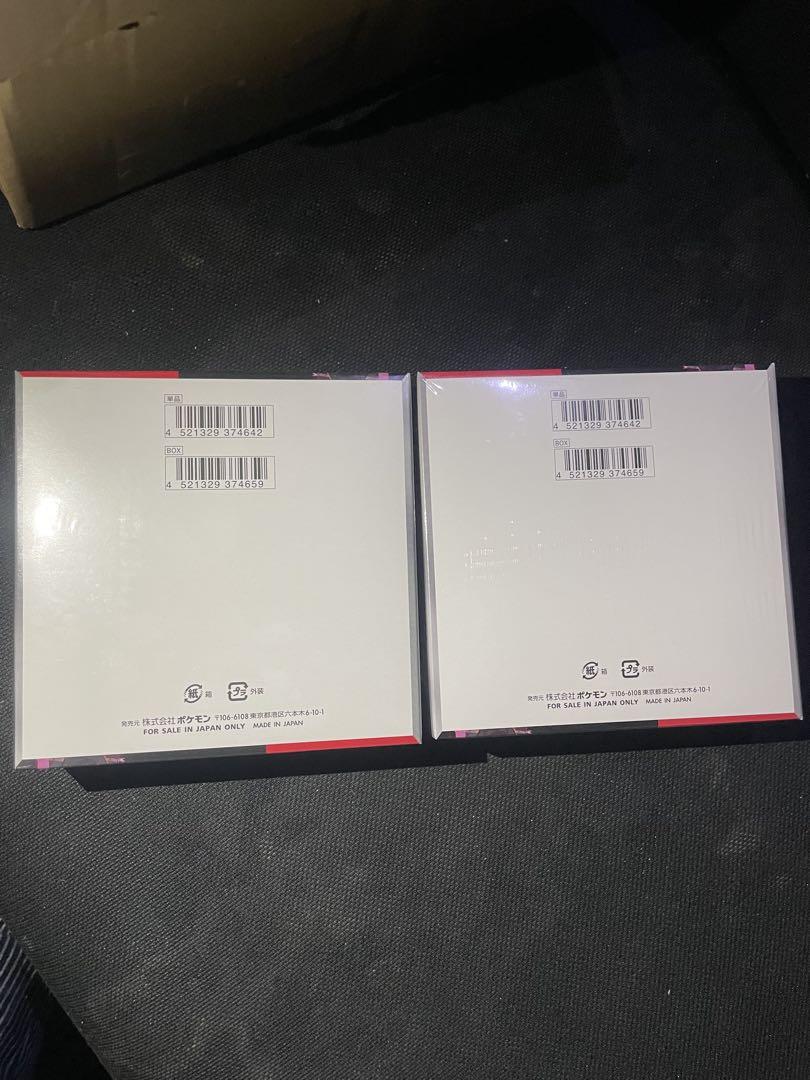 単品
4 521329 374642
BOX
4 521329 374659
紙 箱 プラ 外装
発売元 株式会社ポケモン 〒106-6108 東京都港区六本木6-10-1
FOR SALE IN JAPAN ONLY MADE IN JAPAN
単品
4 521329 374642
BOX
4 521329 374659
紙 箱 プラ 外装
発売元 株式会社ポケモン 〒106-6108 東京都港区六本木6-10-1
FOR SALE IN JAPAN ONLY MADE IN JAPAN